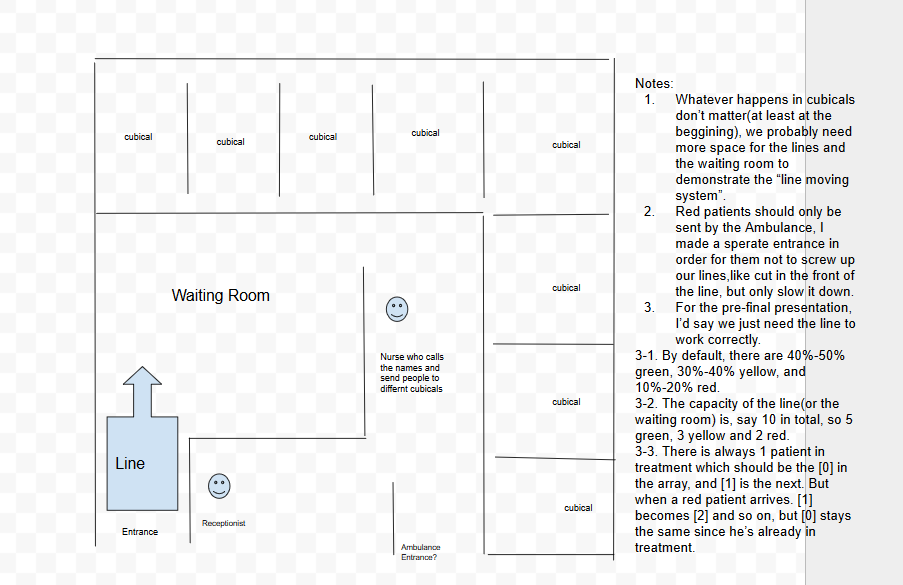 cubical
cubical
cubical
cubical
cubical
Waiting Room
cubical
Nurse who calls
the names and
send people to
differnt cubicals
cubical
Line
cubical
Receptionist
Entrance
Ambulance
Entrance?
Notes:
1. Whatever happens in cubicals
don't matter(at least at the
beggining), we probably need
more space for the lines and
the waiting room to
demonstrate the “line moving
system”.
2. Red patients should only be
sent by the Ambulance, I
made a sperate entrance in
order for them not to screw up
our lines,like cut in the front of
the line, but only slow it down.
3. For the pre-final presentation,
I'd say we just need the line to
work correctly.
3-1. By default, there are 40%-50%
green, 30%-40% yellow, and
10%-20% red.
3-2. The capacity of the line(or the
waiting room) is, say 10 in total, so 5
green, 3 yellow and 2 red.
3-3. There is always 1 patient in
treatment which should be the [0] in
the array, and [1] is the next. But
when a red patient arrives. [1]
becomes [2] and so on, but [0] stays
the same since he's already in
treatment.